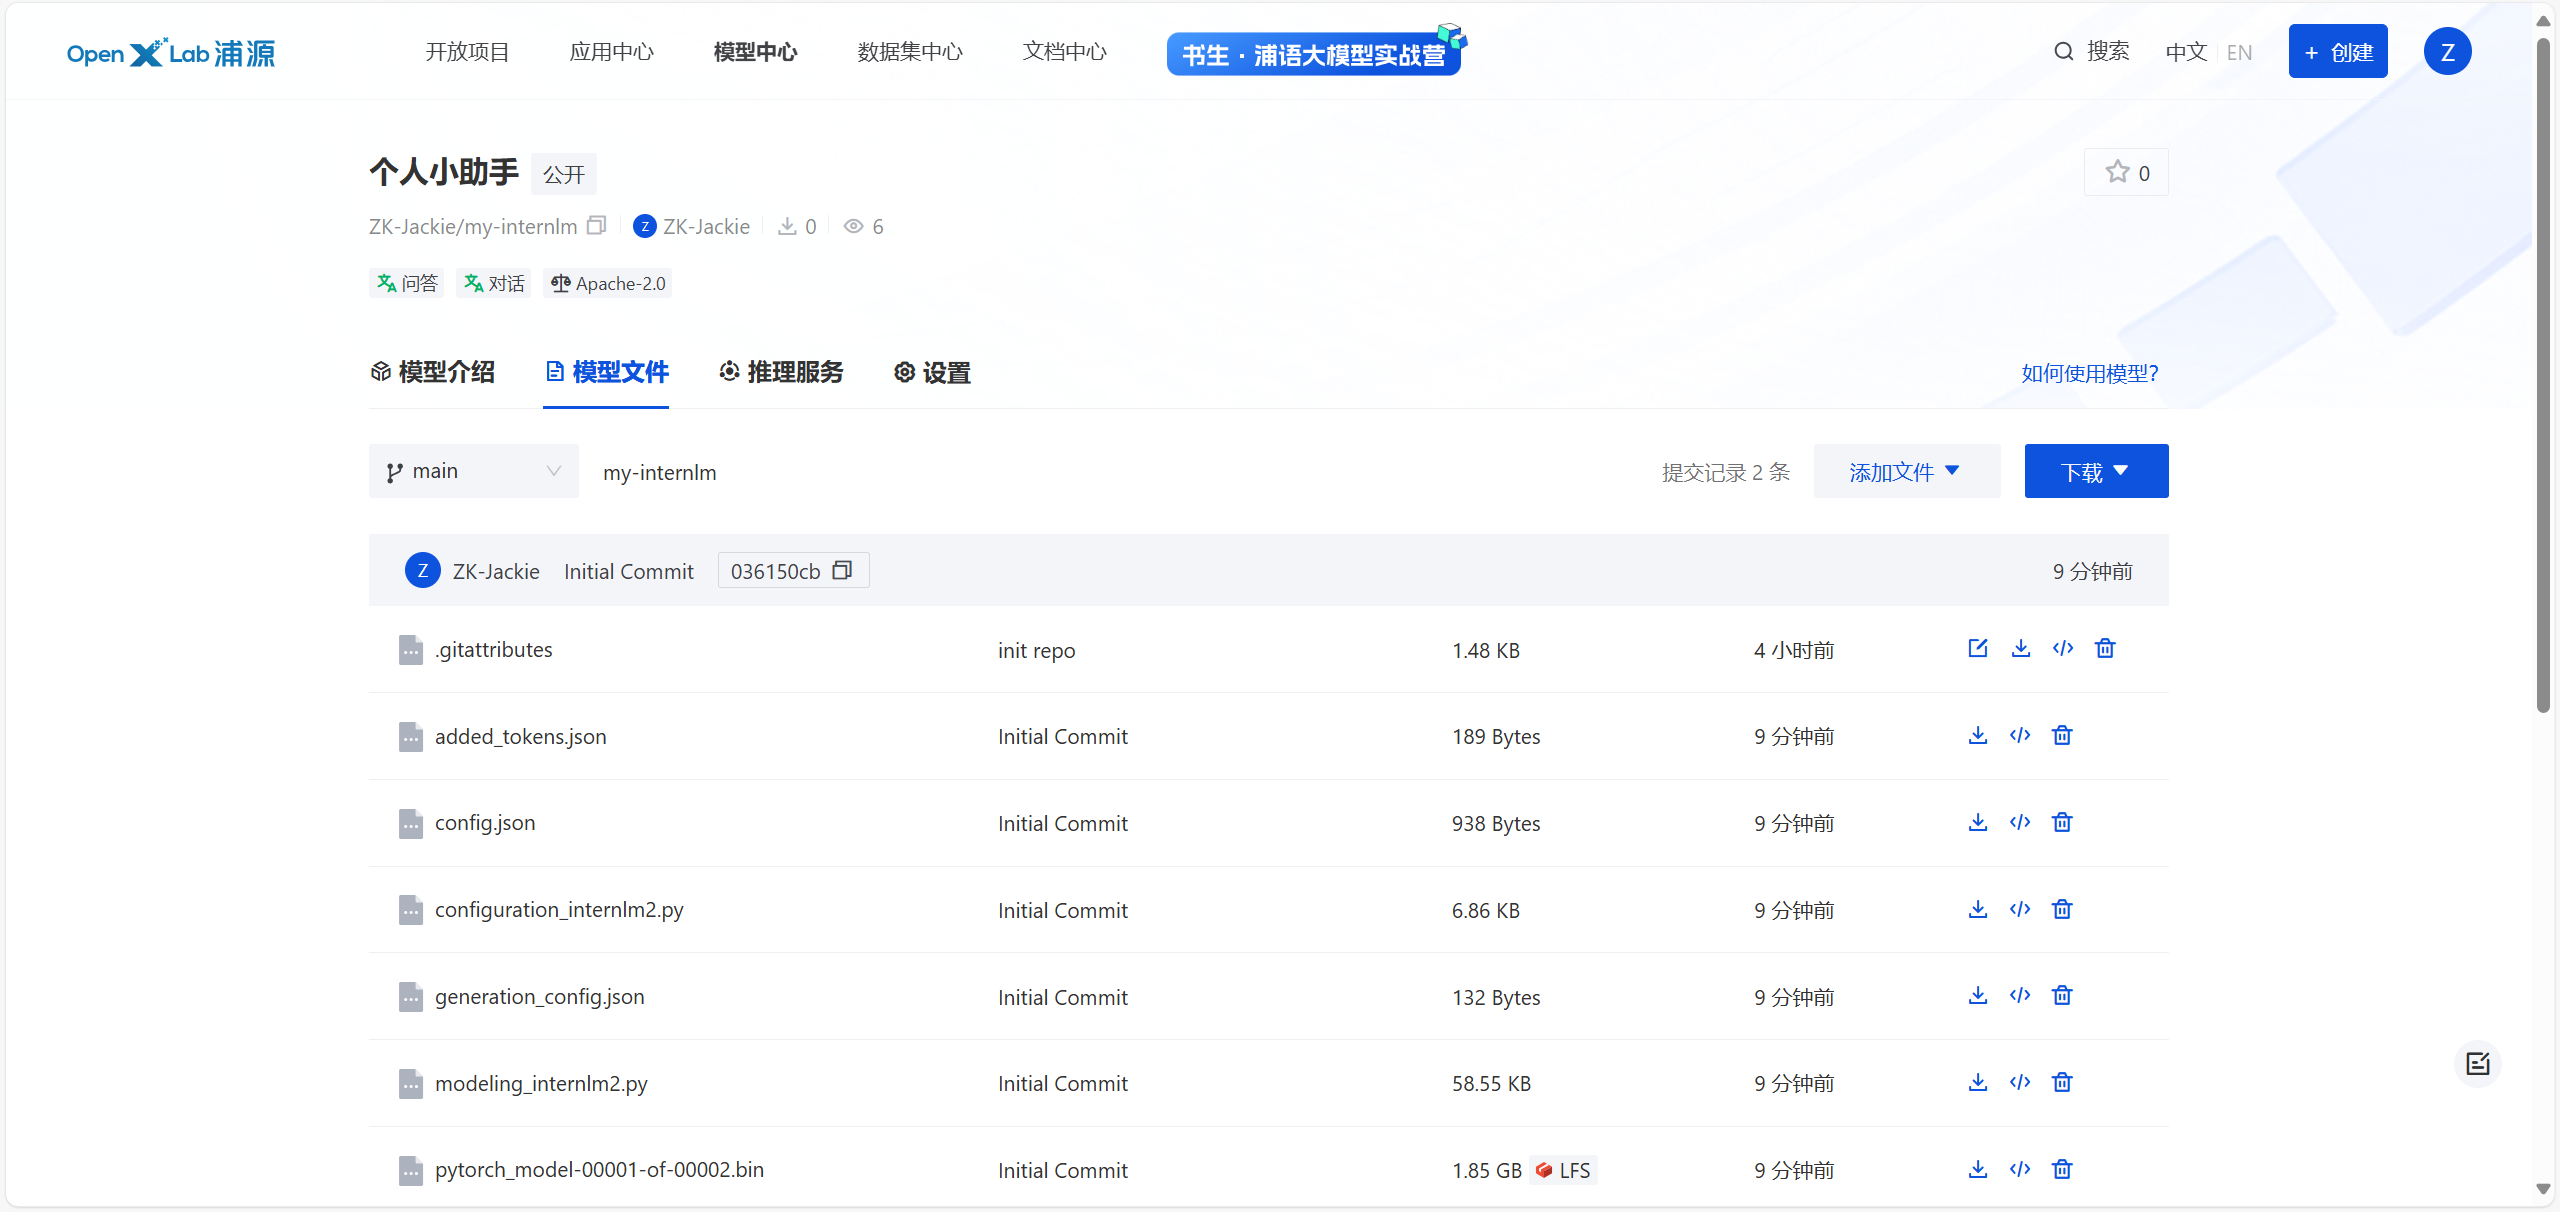 OpenXLab浦源 开放项目 应用中心 模型中心 数据集中心 文档中心 书生·浦语大模型实战营 搜索 中文 EN + 创建 Z
个人小助手 公开 0
ZK-Jackie/my-internlm Z ZK-Jackie 0 6
问答 对话 Apache-2.0
模型介绍 模型文件 推理服务 设置 如何使用模型?
main my-internlm 提交记录 2 条 添加文件 下载
Z ZK-Jackie Initial Commit 036150cb 9 分钟前
.gitattributes init repo 1.48 KB 4 小时前
added_tokens.json Initial Commit 189 Bytes 9 分钟前
config.json Initial Commit 938 Bytes 9 分钟前
configuration_internlm2.py Initial Commit 6.86 KB 9 分钟前
generation_config.json Initial Commit 132 Bytes 9 分钟前
modeling_internlm2.py Initial Commit 58.55 KB 9 分钟前
pytorch_model-00001-of-00002.bin Initial Commit 1.85 GB LFS 9 分钟前